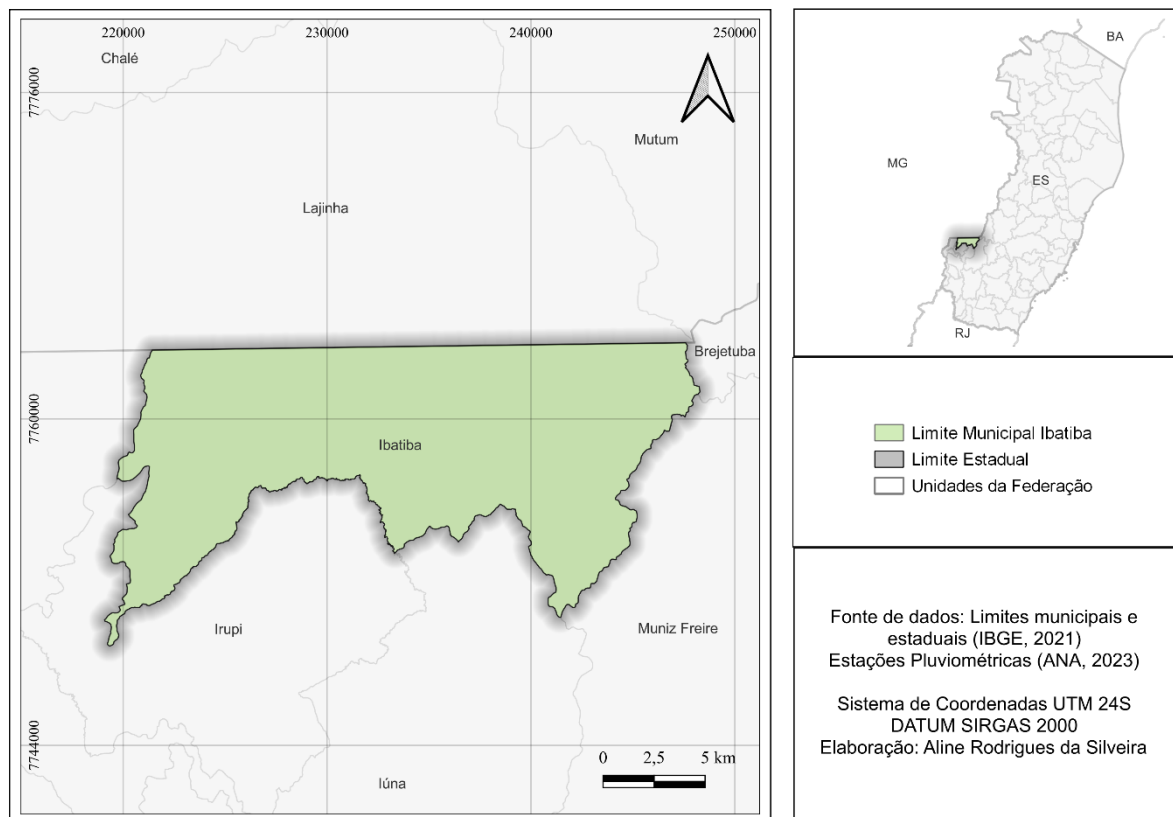 220000
230000
240000
250000
Chalé
7776000
Mutum
Lajinha
Brejetuba
7760000
Ibatiba
Irupi
Muniz Freire
7744000
0 2,5 5 km
Iúna
BA
MG
ES
RJ
Limite Municipal Ibatiba
Limite Estadual
Unidades da Federação
Fonte de dados: Limites municipais e
estaduais (IBGE, 2021)
Estações Pluviométricas (ANA, 2023)
Sistema de Coordenadas UTM 24S
DATUM SIRGAS 2000
Elaboração: Aline Rodrigues da Silveira